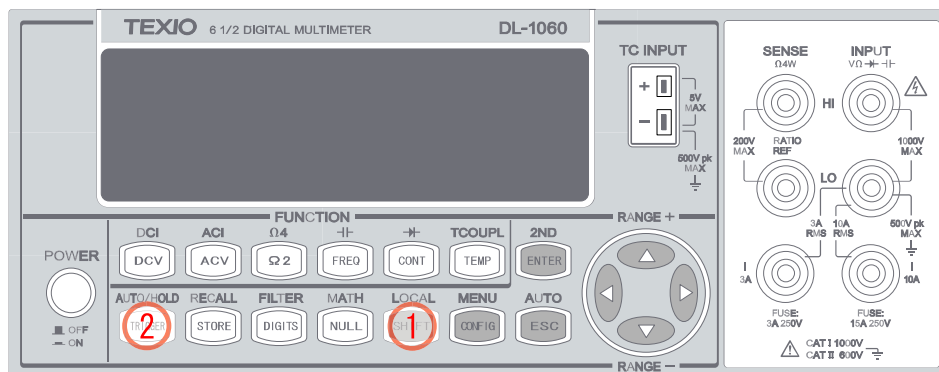 TEXIO 6 1/2 DIGITAL MULTIMETER DL-1060
TC INPUT
+
−
5V
MAX
500V pk
MAX
SENSE
Ω4W
INPUT
VΩ
HI
200V
MAX
RATIO
REF
1000V
MAX
LO
3A
RMS
10A
RMS
500V pk
MAX
I
3A
I
10A
FUSE:
3A 250V
FUSE:
15A 250V
CAT I 1000V
CAT II 600V
FUNCTION
RANGE +
POWER
OFF
ON
DCI ACI Ω4 TCOUPL 2ND
DCV ACV Ω2 FREQ CONT TEMP ENTER
AUTO/HOLD RECALL FILTER MATH LOCAL MENU AUTO
TRIGGER STORE DIGITS NULL SHIFT CONFIG ESC
2 1
RANGE −